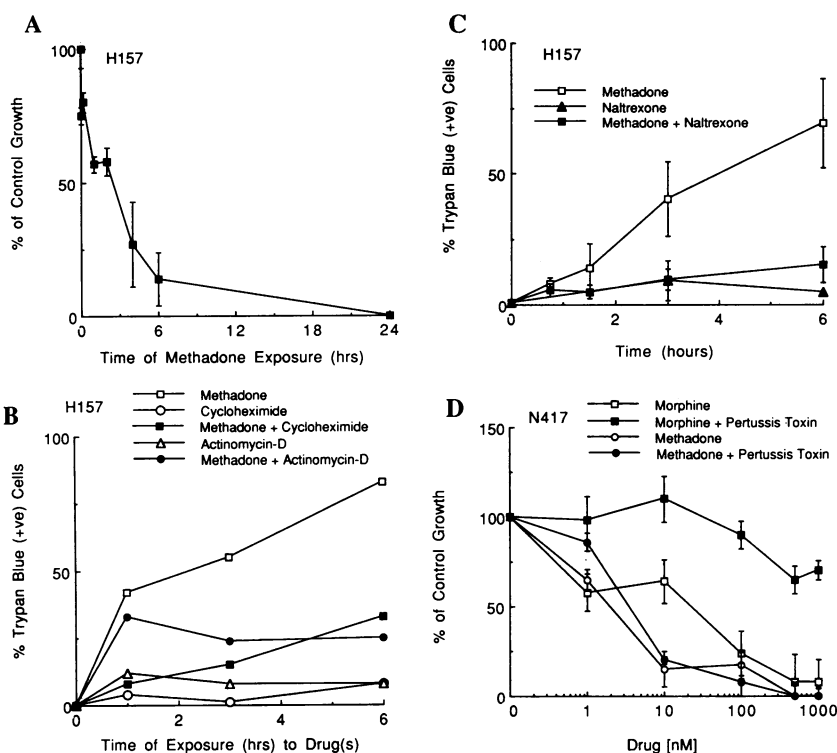 A
H157
100
50
0
% of Control Growth
0 6 12 18 24
Time of Methadone Exposure (hrs)
C
H157
Methadone
Naltrexone
Methadone + Naltrexone
100
50
0
% Trypan Blue (+ve) Cells
0 2 4 6
Time (hours)
B
H157
Methadone
Cycloheximide
Methadone + Cycloheximide
Actinomycin-D
Methadone + Actinomycin-D
100
50
0
% Trypan Blue (+ve) Cells
0 2 4 6
Time of Exposure (hrs) to Drug(s)
D
N417
Morphine
Morphine + Pertussis Toxin
Methadone
Methadone + Pertussis Toxin
150
100
50
0
% of Control Growth
0 1 10 100 1000
Drug [nM]